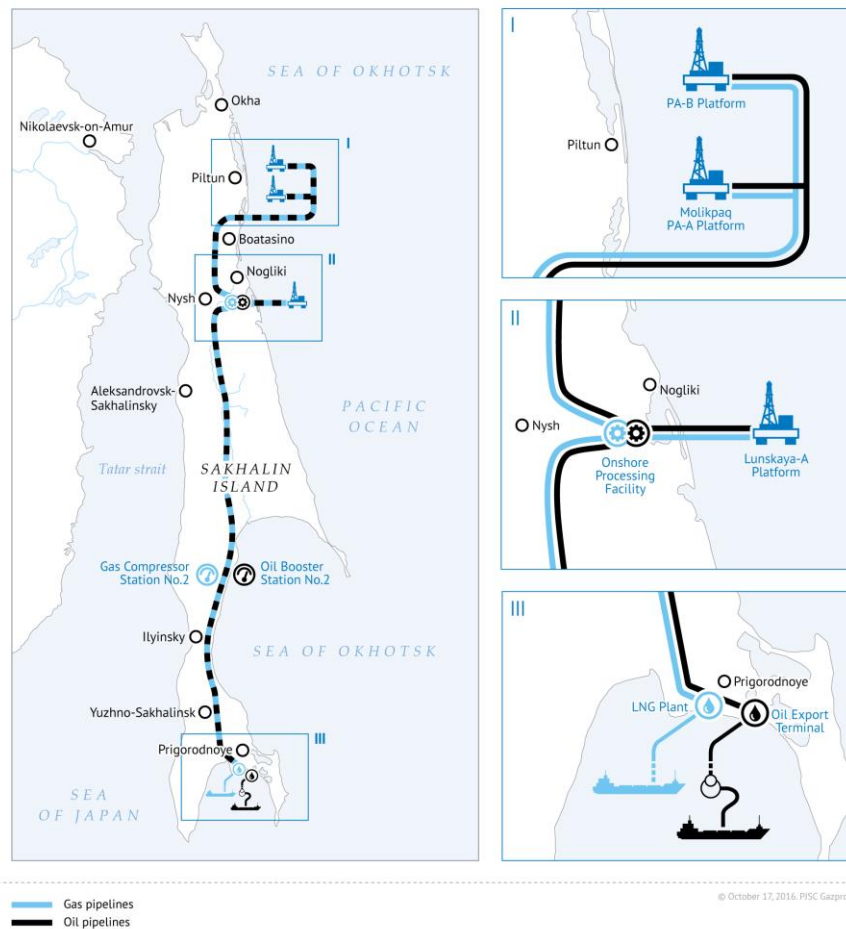 SEA OF OKHOTSK
Okha
Nikolaevsk-on-Amur
I
Piltun
Boatasino
II
Nogliki
Nysh
Aleksandrovsk-
Sakhalinsky
PACIFIC
OCEAN
Tatar strait
SAKHALIN
ISLAND
Gas Compressor
Station No.2
Oil Booster
Station No.2
Ilyinsky
SEA OF OKHOTSK
Yuzhno-Sakhalinsk
III
Prigorodnoye
SEA
OF JAPAN
I
PA-B Platform
Piltun
Molikpaq
PA-A Platform
II
Nogliki
Nysh
Onshore
Processing
Facility
Lunskaya-A
Platform
III
Prigorodnoye
LNG Plant
Oil Export
Terminal
Gas pipelines
Oil pipelines
© October 17, 2016. PJSC Gazpro